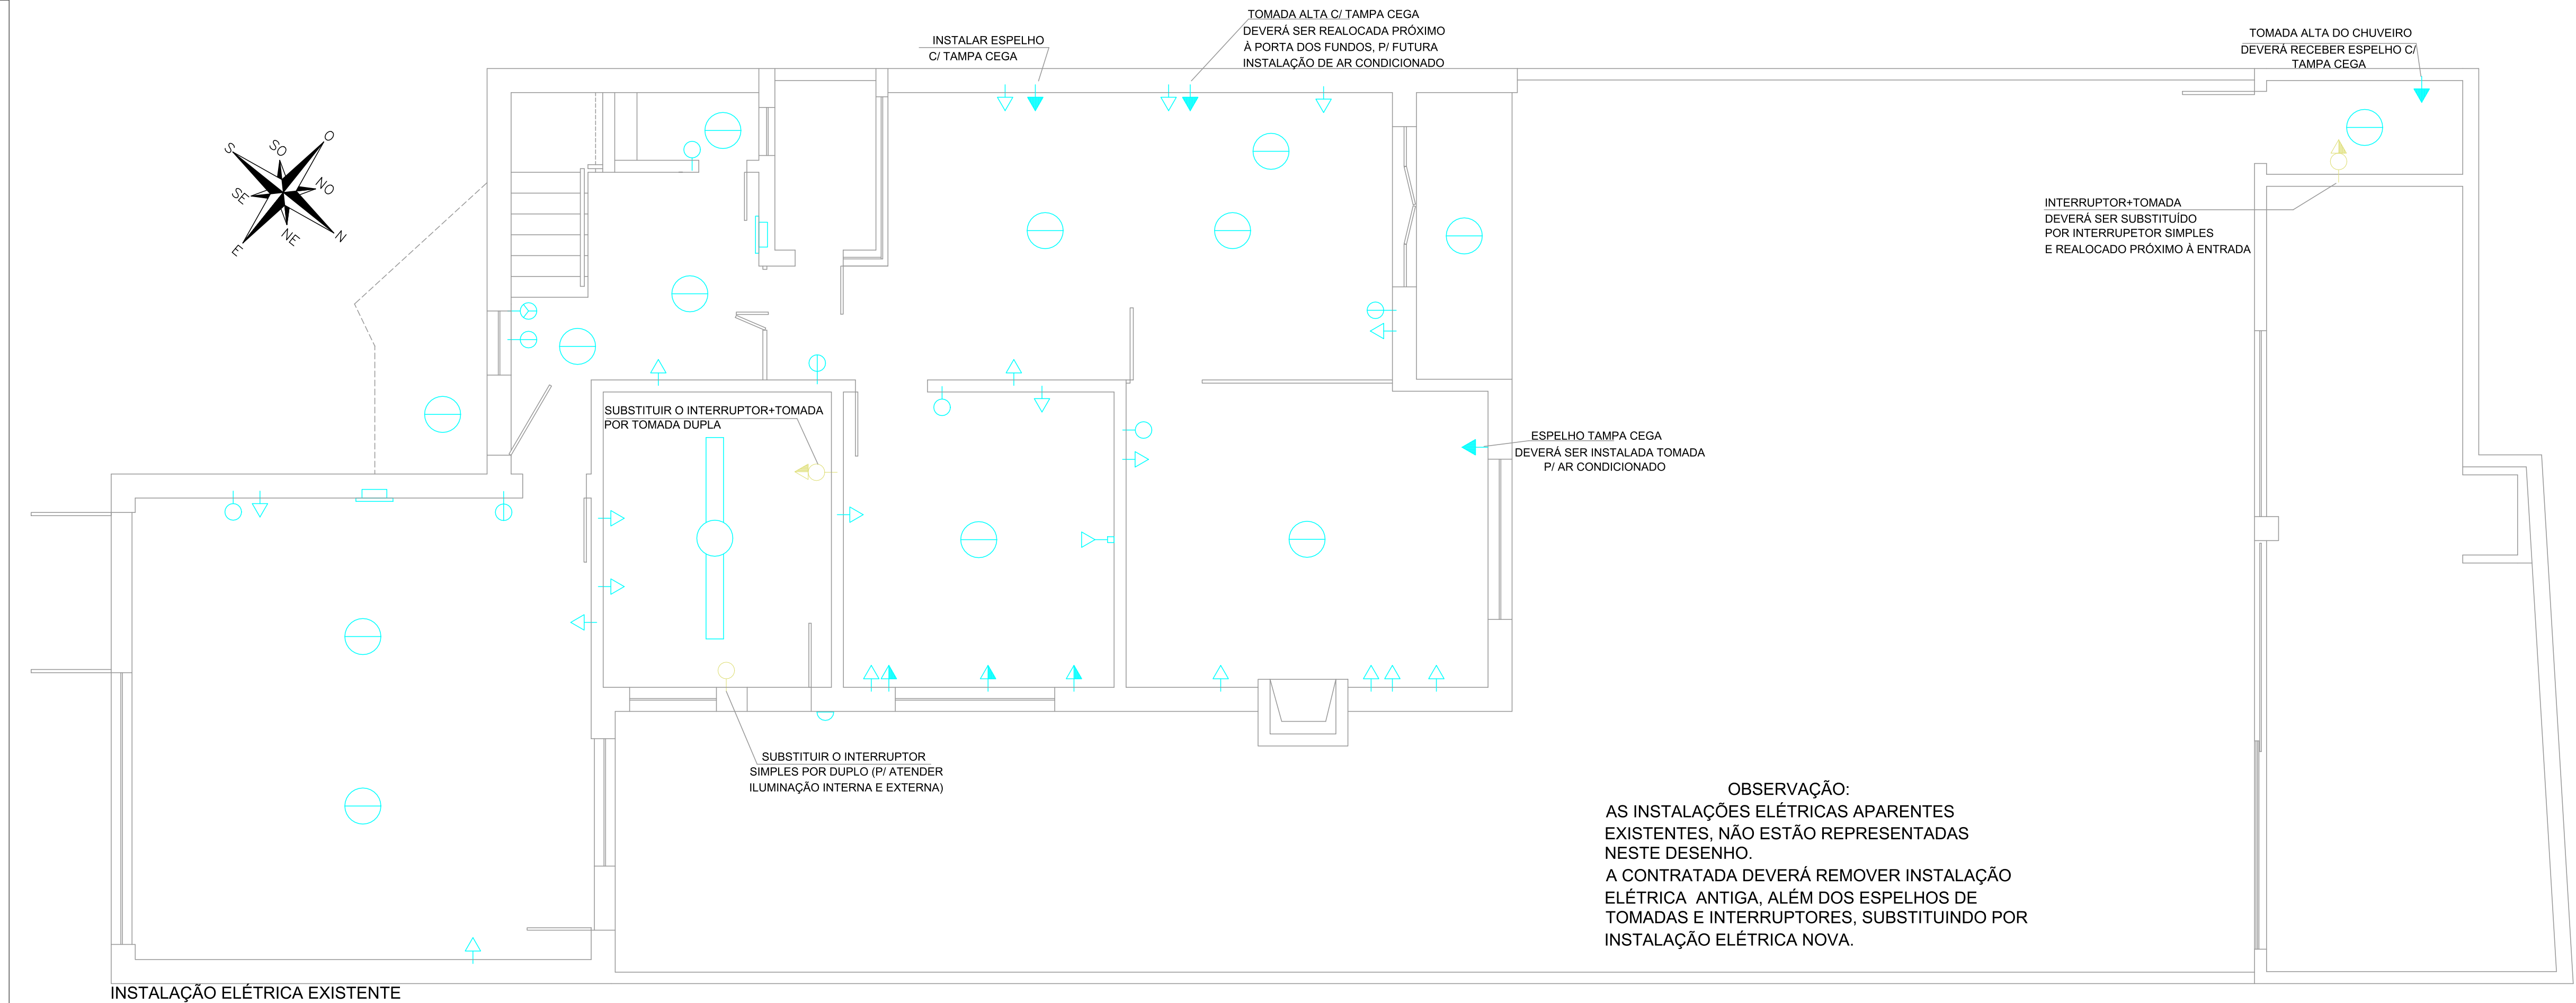 TOMADA ALTA C/ TAMPA CEGA
DEVERÁ SER REALOCADA PRÓXIMO
À PORTA DOS FUNDOS, P/ FUTURA
INSTALAÇÃO DE AR CONDICIONADO
INSTALAR ESPELHO
C/ TAMPA CEGA
TOMADA ALTA DO CHUVEIRO
DEVERÁ RECEBER ESPELHO C/
TAMPA CEGA
S
SO
O
SE
NO
E
NE
N
INTERRUPTOR+TOMADA
DEVERÁ SER SUBSTITUÍDO
POR INTERRUPETOR SIMPLES
E REALOCADO PRÓXIMO À ENTRADA
SUBSTITUIR O INTERRUPTOR+TOMADA
POR TOMADA DUPLA
ESPELHO TAMPA CEGA
DEVERÁ SER INSTALADA TOMADA
P/ AR CONDICIONADO
SUBSTITUIR O INTERRUPTOR
SIMPLES POR DUPLO (P/ ATENDER
ILUMINAÇÃO INTERNA E EXTERNA)
OBSERVAÇÃO:
AS INSTALAÇÕES ELÉTRICAS APARENTES
EXISTENTES, NÃO ESTÃO REPRESENTADAS
NESTE DESENHO.
A CONTRATADA DEVERÁ REMOVER INSTALAÇÃO
ELÉTRICA ANTIGA, ALÉM DOS ESPELHOS DE
TOMADAS E INTERRUPTORES, SUBSTITUINDO POR
INSTALAÇÃO ELÉTRICA NOVA.
INSTALAÇÃO ELÉTRICA EXISTENTE